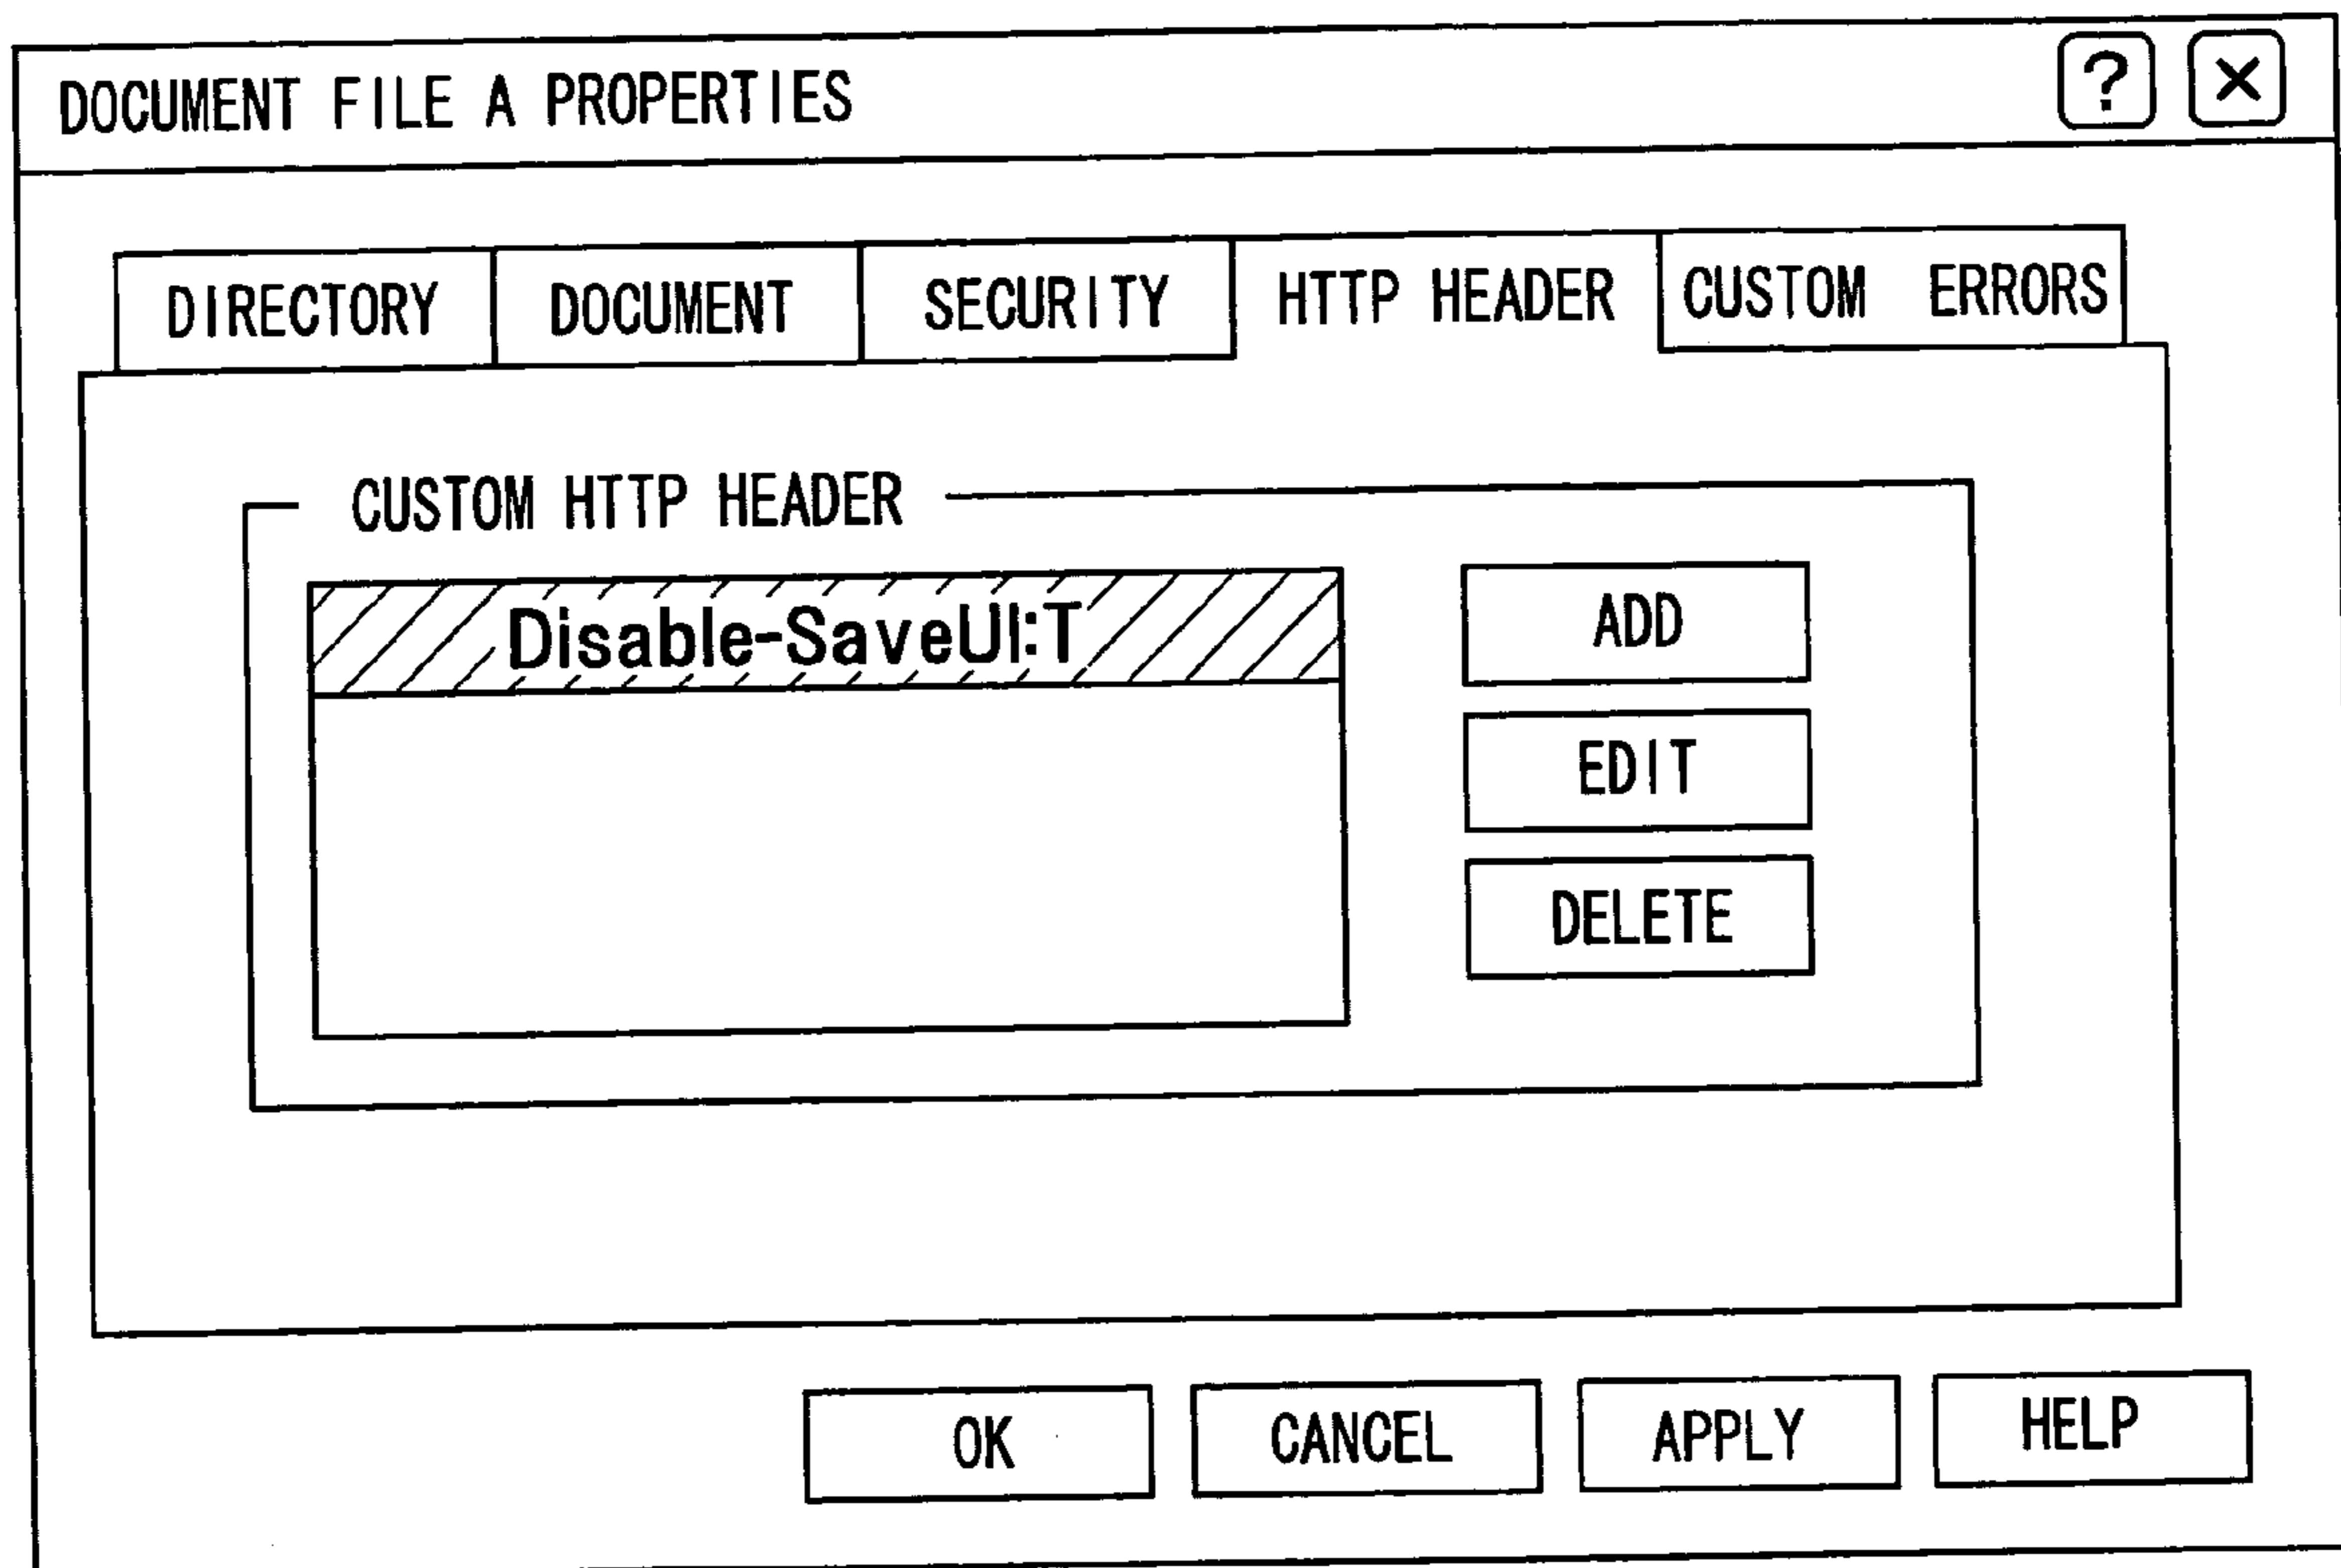 DOCUMENT FILE A PROPERTIES ? ×
DIRECTORY DOCUMENT SECURITY HTTP HEADER CUSTOM ERRORS
CUSTOM HTTP HEADER
Disable-SaveUI:T
ADD
EDIT
DELETE
OK CANCEL APPLY HELP